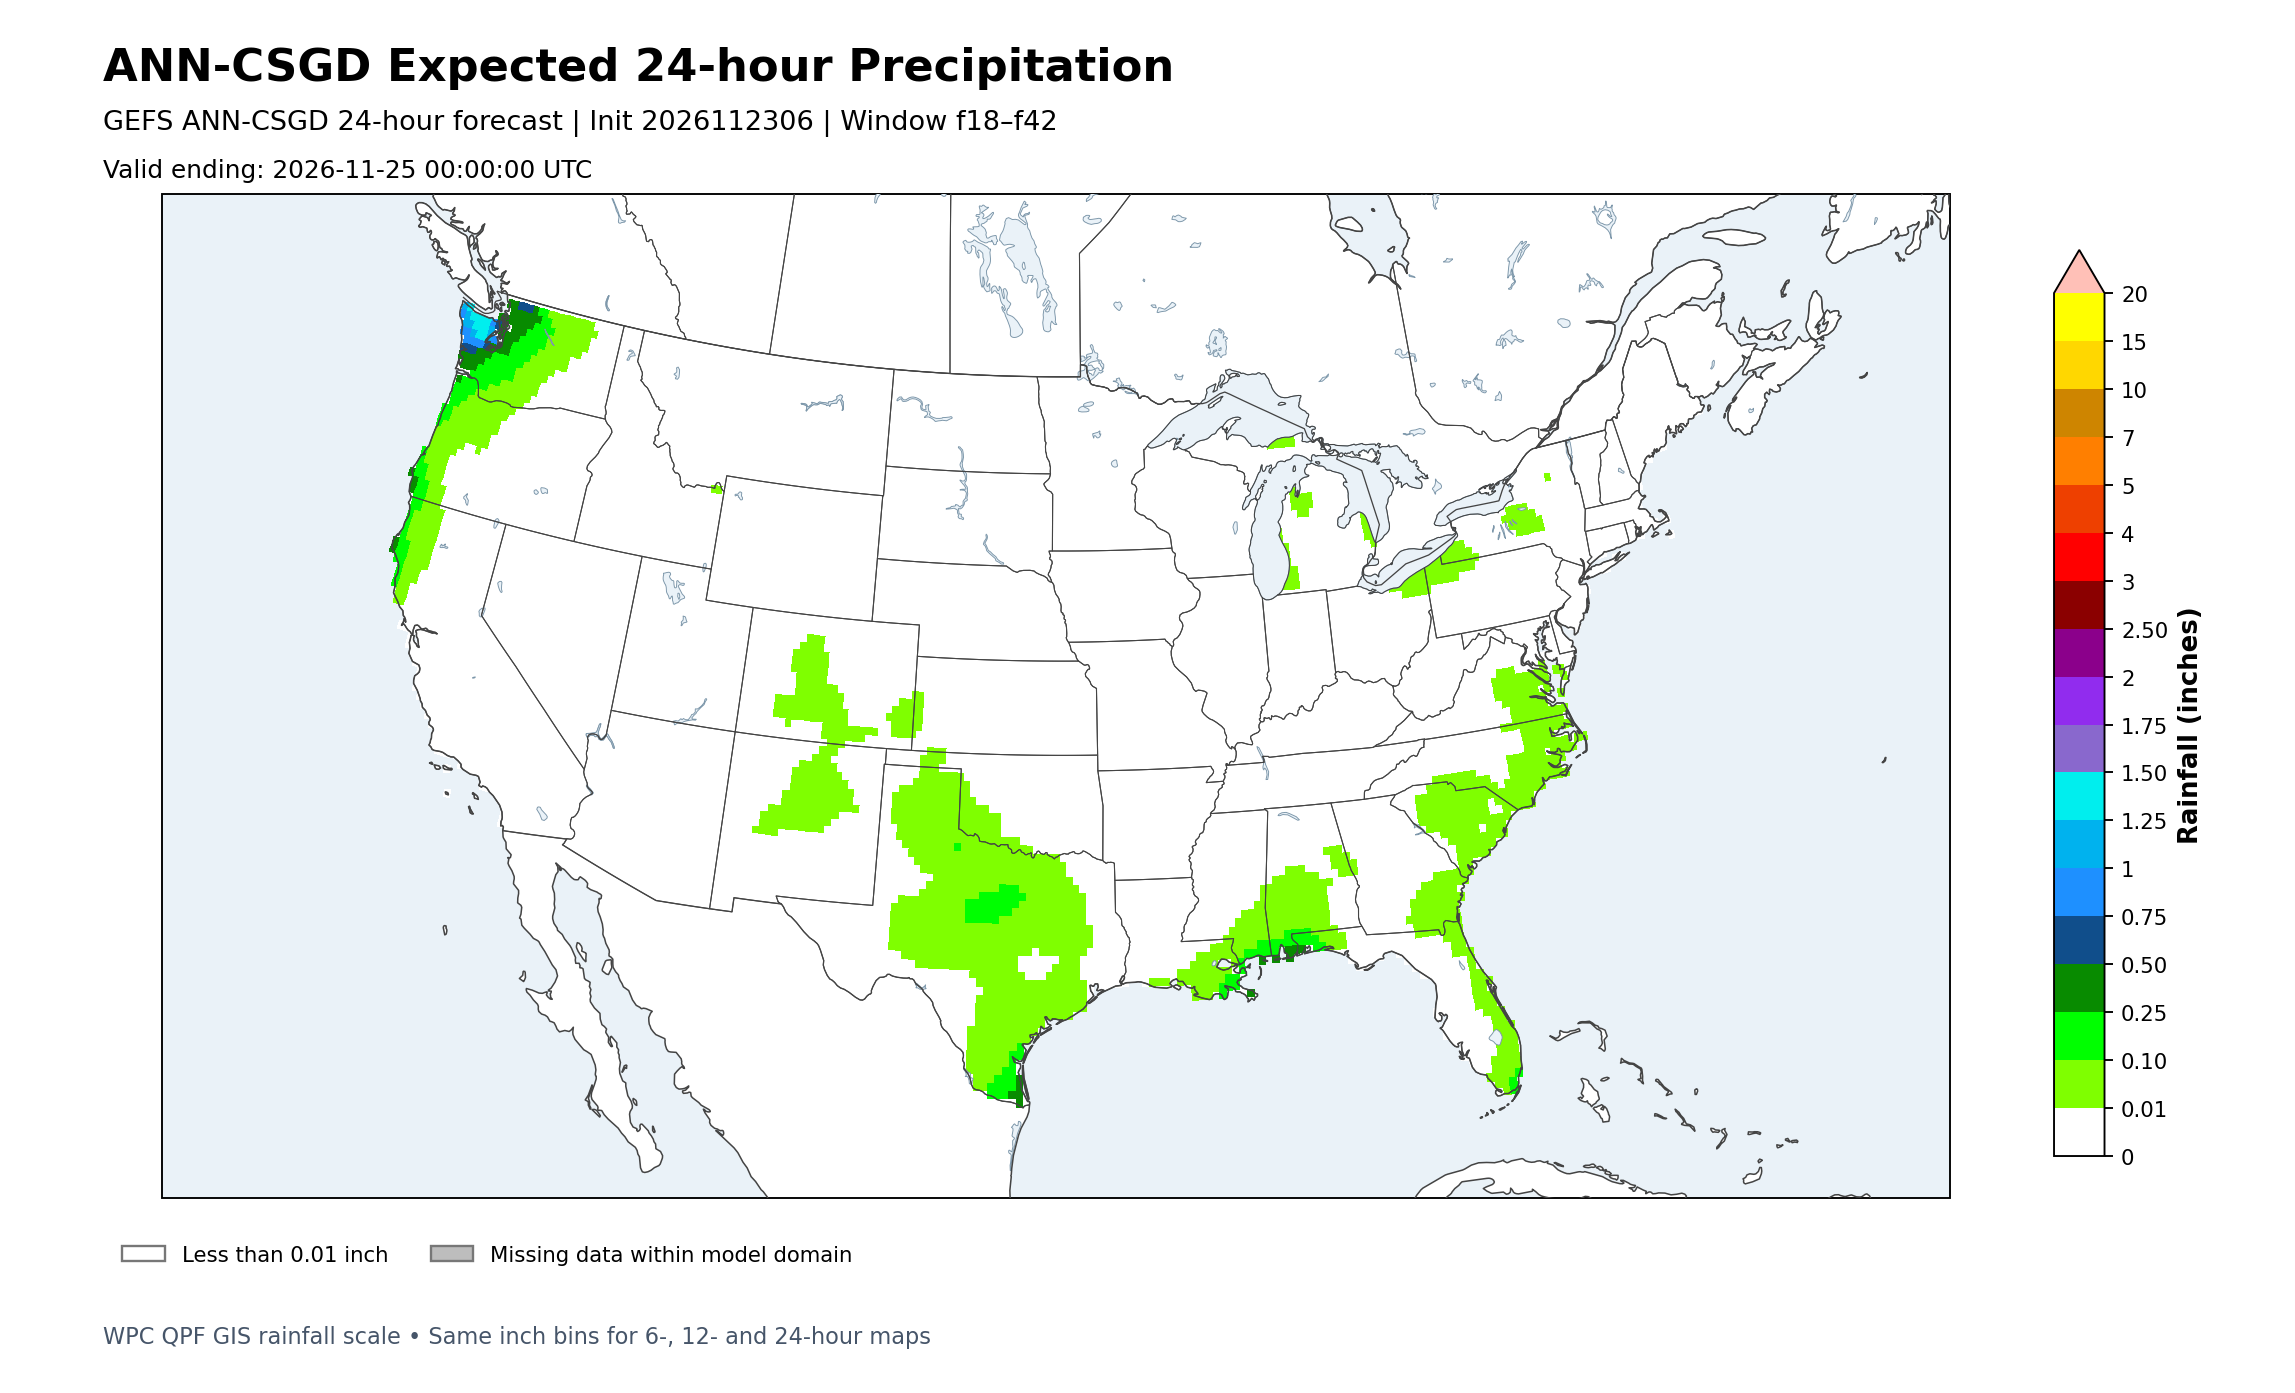 ANN-CSGD Expected 24-hour Precipitation
GEFS ANN-CSGD 24-hour forecast | Init 2026112306 | Window f18–f42
Valid ending: 2026-11-25 00:00:00 UTC
20
15
10
7
5
4
3
2.50
2
1.75
1.50
1.25
1
0.75
0.50
0.25
0.10
0.01
0
Rainfall (inches)
Less than 0.01 inch
Missing data within model domain
WPC QPF GIS rainfall scale • Same inch bins for 6-, 12- and 24-hour maps